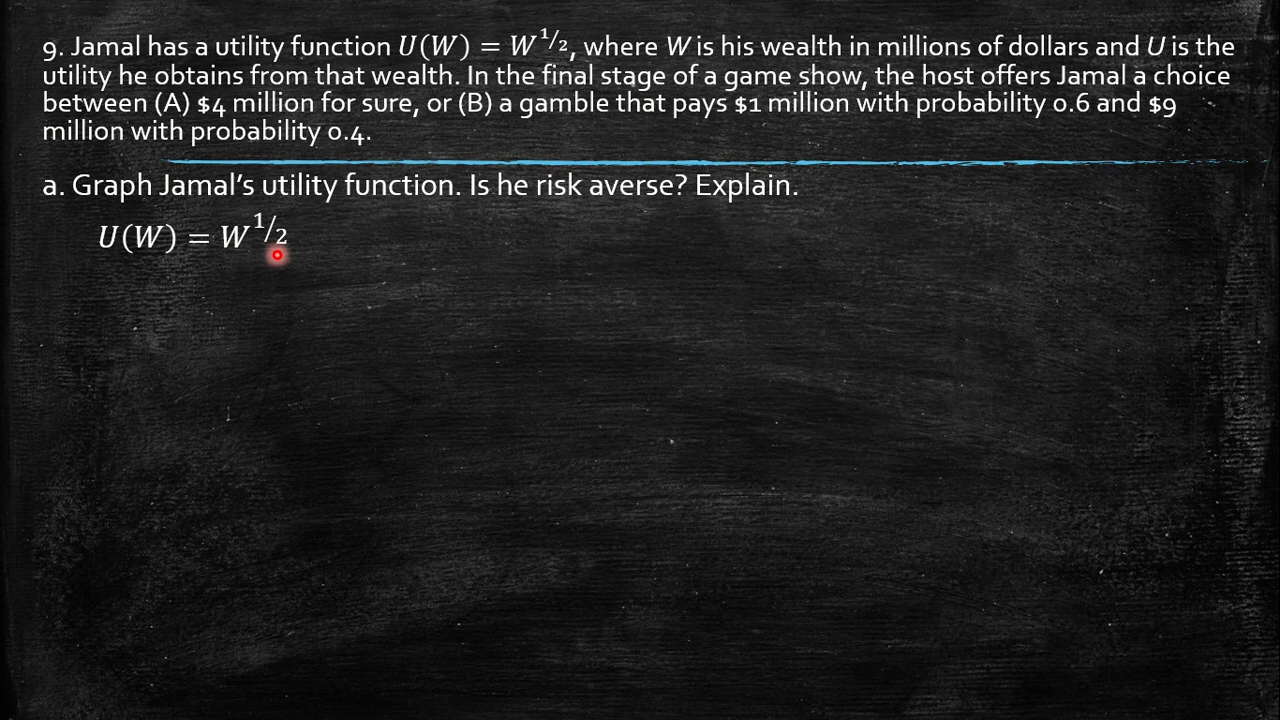 9. Jamal has a utility function U(W) = W^1/2, where W is his wealth in millions of dollars and U is the
utility he obtains from that wealth. In the final stage of a game show, the host offers Jamal a choice
between (A) $4 million for sure, or (B) a gamble that pays $1 million with probability 0.6 and $9
million with probability 0.4.
a. Graph Jamal’s utility function. Is he risk averse? Explain.
U(W) = W^1/2